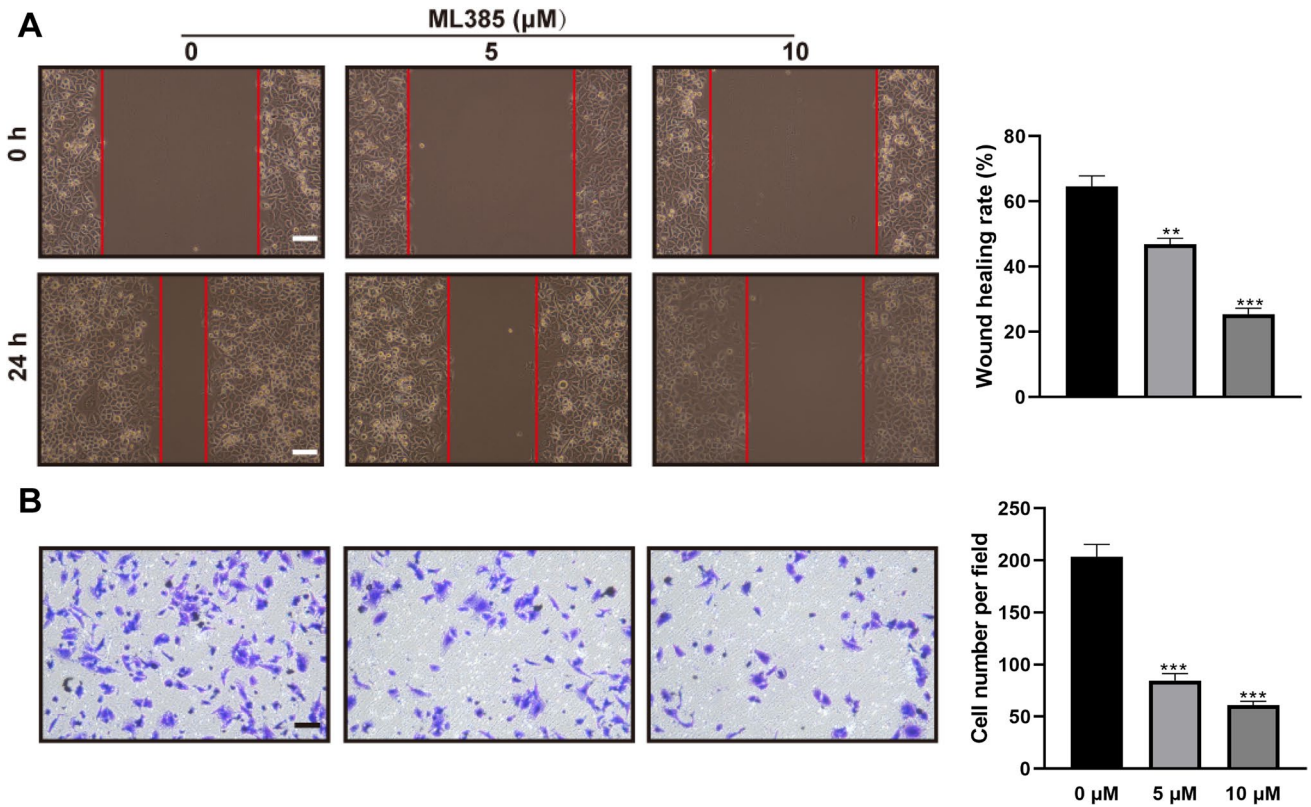 A
ML385 (μM)
0 5 10
0 h
24 h
Wound healing rate (%)
80
60
40
20
0
**
***
B
Cell number per field
250
200
150
100
50
0
***
***
0 μM 5 μM 10 μM